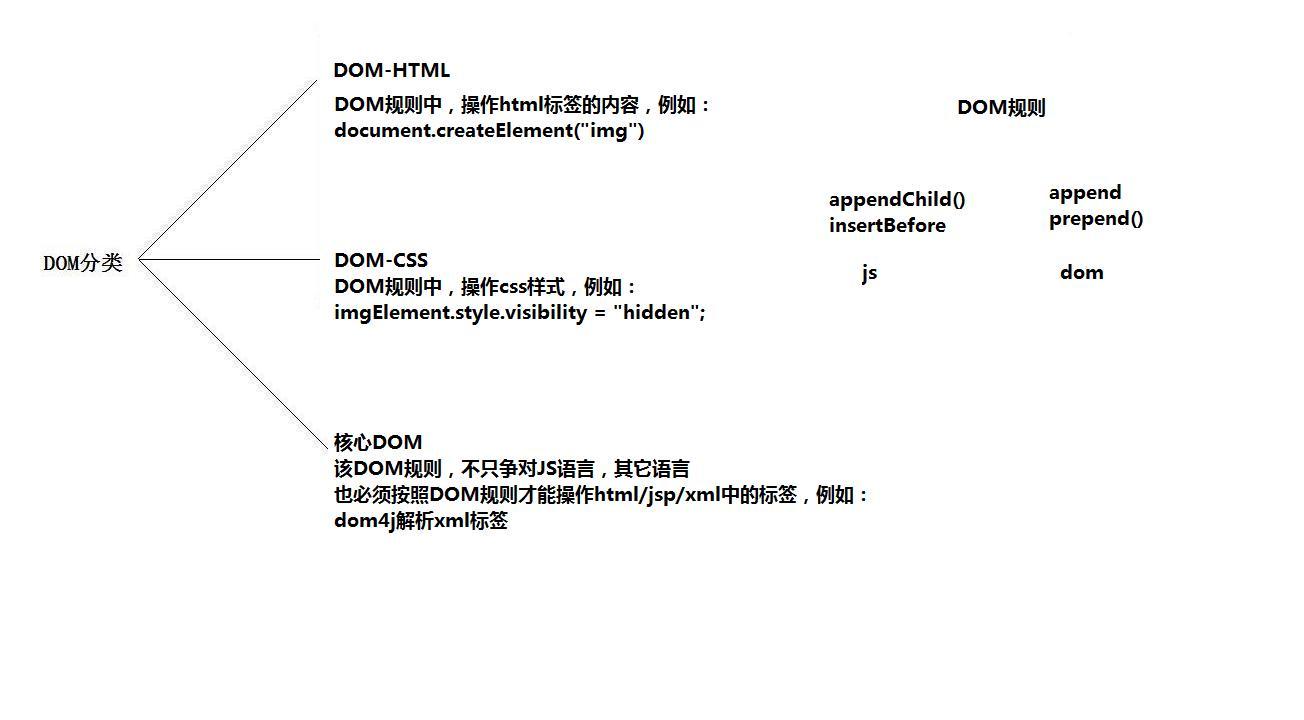 DOM分类
DOM-HTML
DOM规则中，操作html标签的内容，例如：
document.createElement("img")
DOM-CSS
DOM规则中，操作css样式，例如：
imgElement.style.visibility = "hidden";
核心DOM
该DOM规则，不只争对JS语言，其它语言
也必须按照DOM规则才能操作html/jsp/xml中的标签，例如：
dom4j解析xml标签
DOM规则
appendChild()
insertBefore
js
append
prepend()
dom